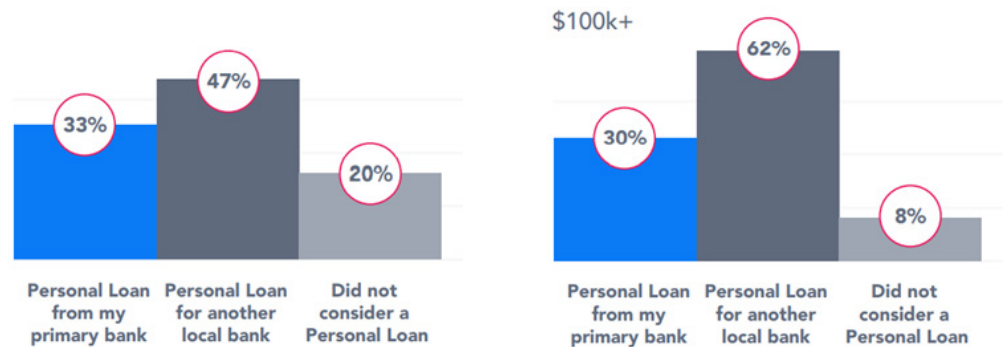 33%
47%
20%
Personal Loan
from my
primary bank
Personal Loan
for another
local bank
Did not
consider a
Personal Loan
$100k+
30%
62%
8%
Personal Loan
from my
primary bank
Personal Loan
for another
local bank
Did not
consider a
Personal Loan